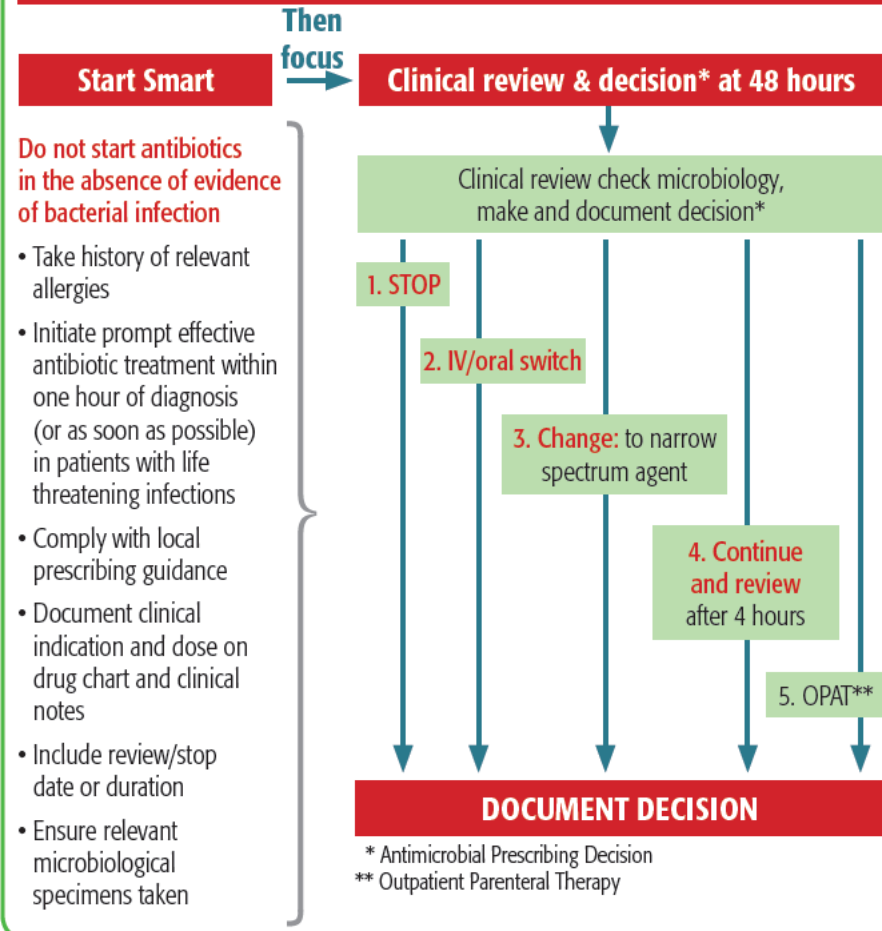 Then
focus
Start Smart
Clinical review & decision* at 48 hours
Do not start antibiotics
in the absence of evidence
of bacterial infection
• Take history of relevant
allergies
• Initiate prompt effective
antibiotic treatment within
one hour of diagnosis
(or as soon as possible)
in patients with life
threatening infections
• Comply with local
prescribing guidance
• Document clinical
indication and dose on
drug chart and clinical
notes
• Include review/stop
date or duration
• Ensure relevant
microbiological
specimens taken
Clinical review check microbiology,
make and document decision*
1. STOP
2. IV/oral switch
3. Change: to narrow
spectrum agent
4. Continue
and review
after 4 hours
5. OPAT**
DOCUMENT DECISION
* Antimicrobial Prescribing Decision
** Outpatient Parenteral Therapy